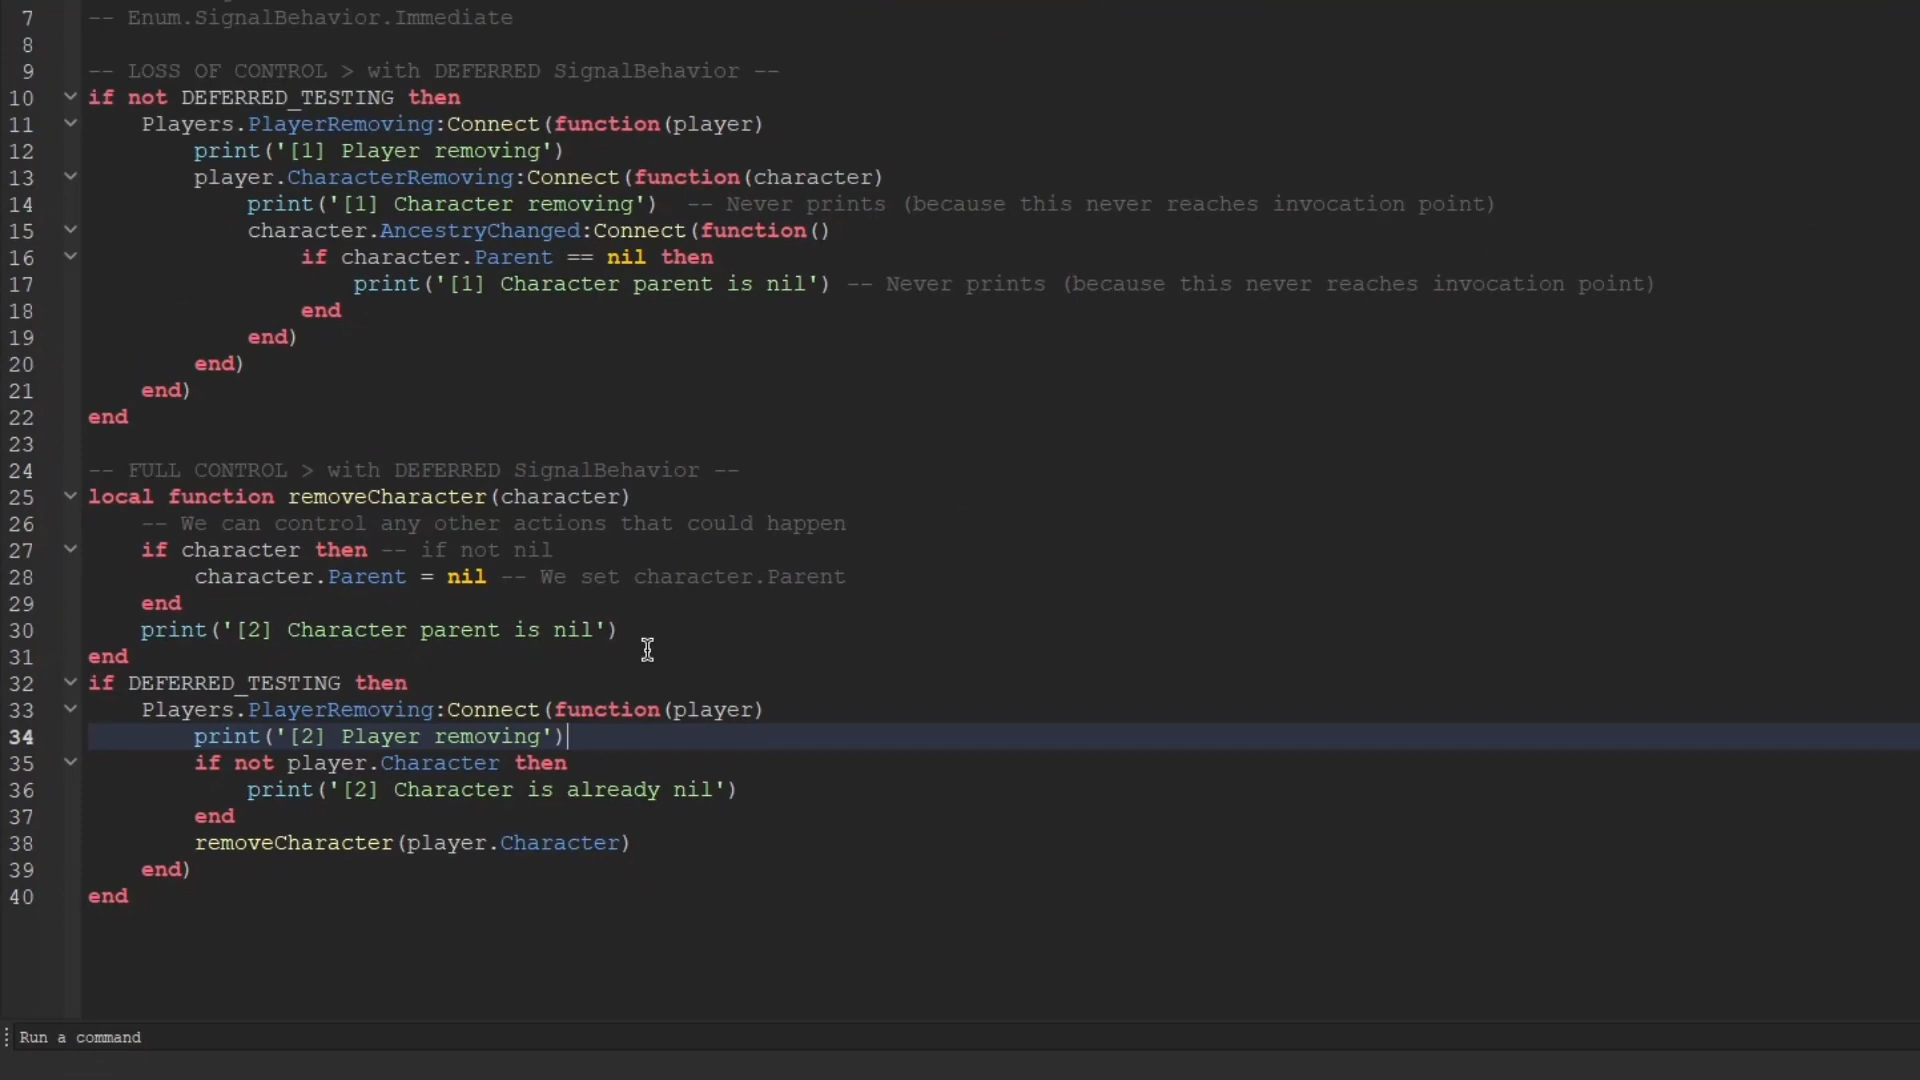 7 -- Enum.SignalBehavior.Immediate
8
9 -- LOSS OF CONTROL > with DEFERRED SignalBehavior --
10 if not DEFERRED_TESTING then
11     Players.PlayerRemoving:Connect(function(player)
12         print('[1] Player removing')
13         player.CharacterRemoving:Connect(function(character)
14             print('[1] Character removing')  -- Never prints (because this never reaches invocation point)
15             character.AncestryChanged:Connect(function()
16                 if character.Parent == nil then
17                     print('[1] Character parent is nil') -- Never prints (because this never reaches invocation point)
18                 end
19             end)
20         end)
21     end)
22 end
23
24 -- FULL CONTROL > with DEFERRED SignalBehavior --
25 local function removeCharacter(character)
26     -- We can control any other actions that could happen
27     if character then -- if not nil
28         character.Parent = nil -- We set character.Parent
29     end
30     print('[2] Character parent is nil')
31 end
32 if DEFERRED_TESTING then
33     Players.PlayerRemoving:Connect(function(player)
34         print('[2] Player removing')
35         if not player.Character then
36             print('[2] Character is already nil')
37         end
38         removeCharacter(player.Character)
39     end)
40 end
Run a command